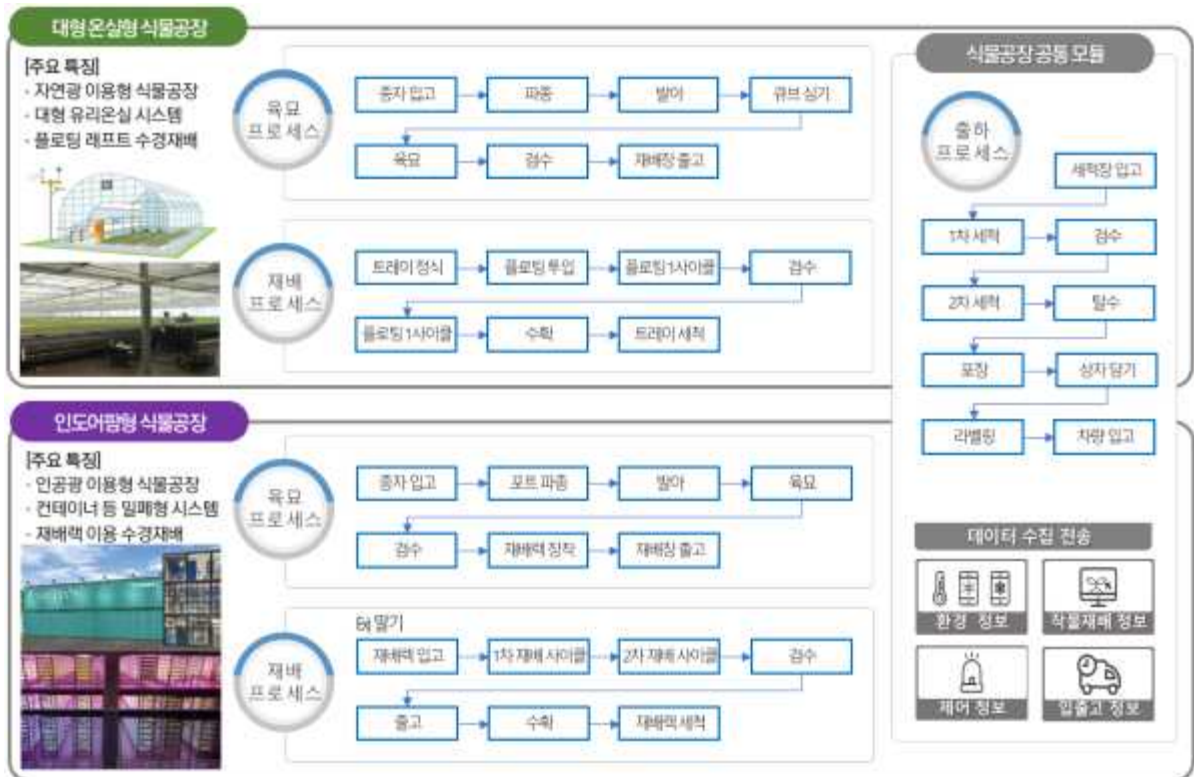 대형 온실형 식물공장
[주요 특징]
· 자연광 이용형 식물공장
· 대형 유리온실 시스템
· 플로팅 래프트 수경재배
육묘
프로세스
종자 입고
파종
발아
큐브 심기
육묘
검수
재배장 출고
재배
프로세스
트레이 정식
플로팅 투입
플로팅 1사이클
검수
플로팅 1사이클
수확
트레이 세척
인도어팜형 식물공장
[주요 특징]
- 인공광 이용형 식물공장
- 컨테이너 등 밀폐형 시스템
- 재배랙 이용 수경재배
육묘
프로세스
종자 입고
포트 파종
발아
육묘
검수
재배랙 장착
재배장 출고
재배
프로세스
예) 딸기
재배랙 입고
1차 재배 사이클
2차 재배 사이클
검수
출고
수확
재배랙 세척
식물공장 공통 모듈
출하
프로세스
세척장 입고
1차 세척
검수
2차 세척
탈수
포장
상자 담기
라벨링
차량 입고
데이터 수집 전송
환경 정보
작물재배 정보
제어 정보
입출고 정보